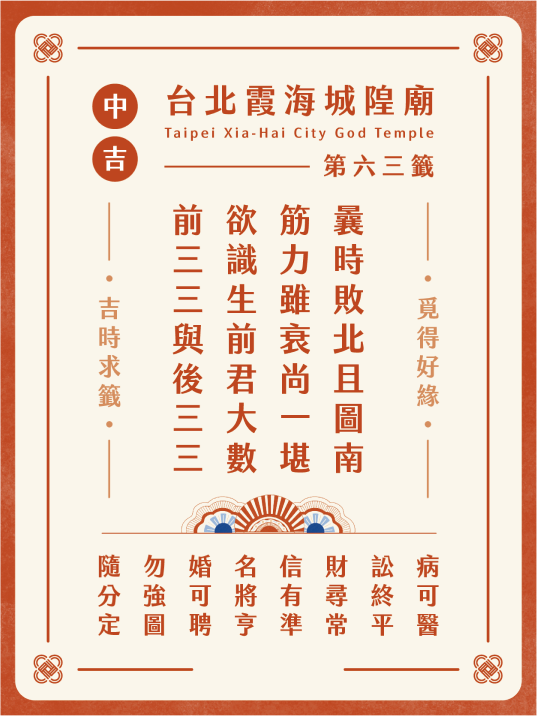 中吉
台北霞海城隍廟
Taipei Xia-Hai City God Temple
第六三籤
覓得好緣
曩時敗北且圖南
筋力雖衰尚一堪
欲識生前君大數
前三三與後三三
吉時求籤
病可醫
訟終平
財尋常
信有準
名將亨
婚可聘
勿強圖
隨分定